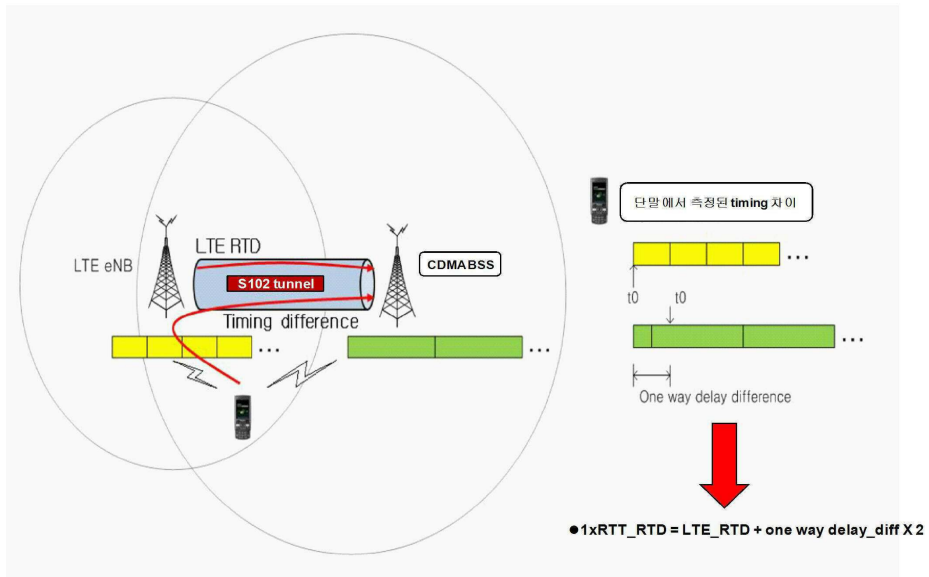 LTE RTD
LTE eNB
S102 tunnel
CDMABSS
Timing difference
...
...
단말에서 측정된 timing 차이
...
t0
t0
...
One way delay difference
●1xRTT_RTD = LTE_RTD + one way delay_diff X 2